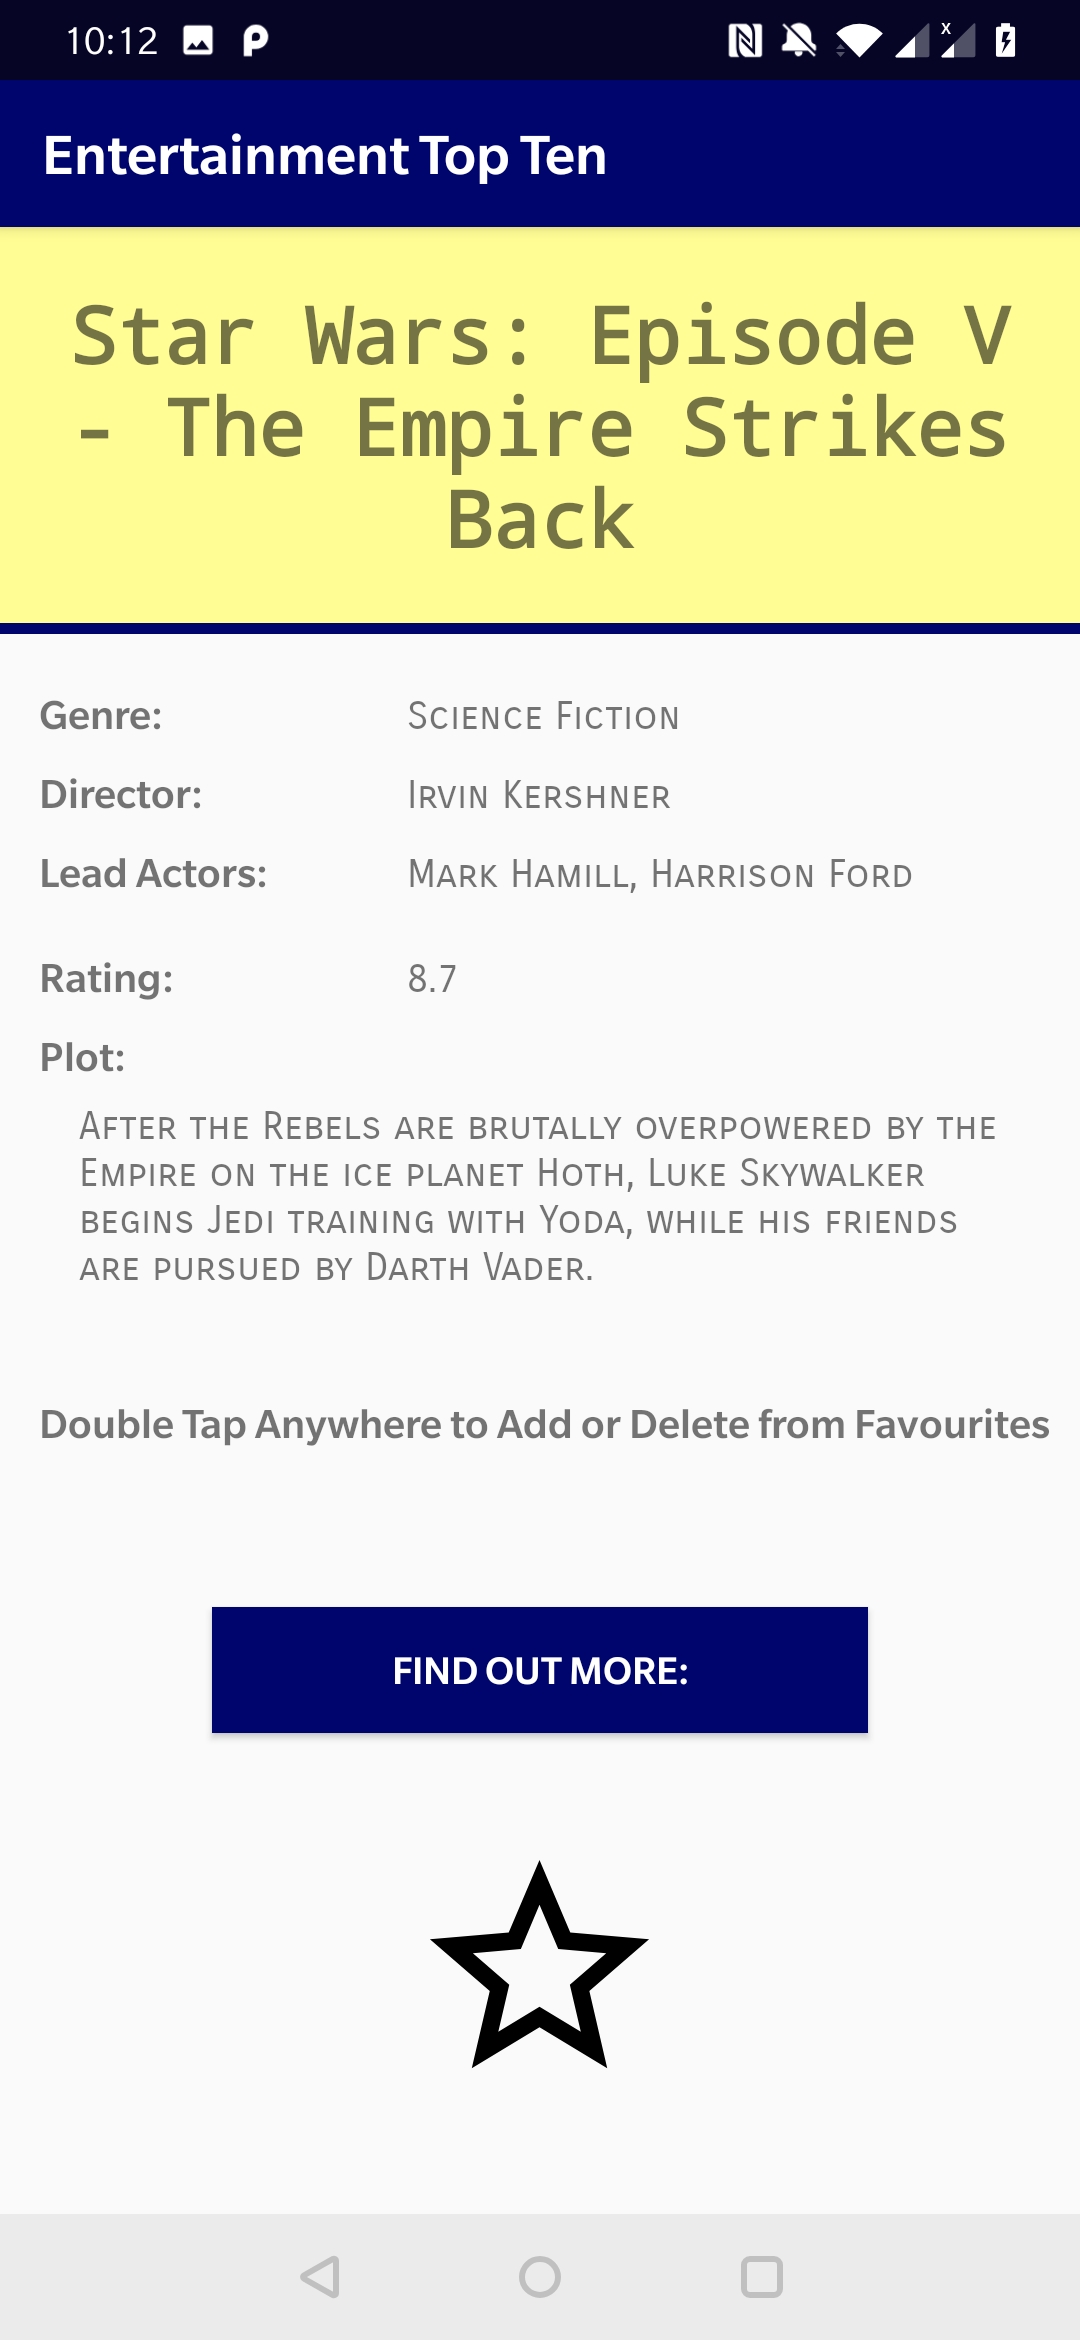 10:12
Entertainment Top Ten
Star Wars: Episode V
- The Empire Strikes
Back
Genre: Science Fiction
Director: Irvin Kershner
Lead Actors: Mark Hamill, Harrison Ford
Rating: 8.7
Plot:
After the Rebels are brutally overpowered by the
Empire on the ice planet Hoth, Luke Skywalker
begins Jedi training with Yoda, while his friends
are pursued by Darth Vader.
Double Tap Anywhere to Add or Delete from Favourites
FIND OUT MORE: